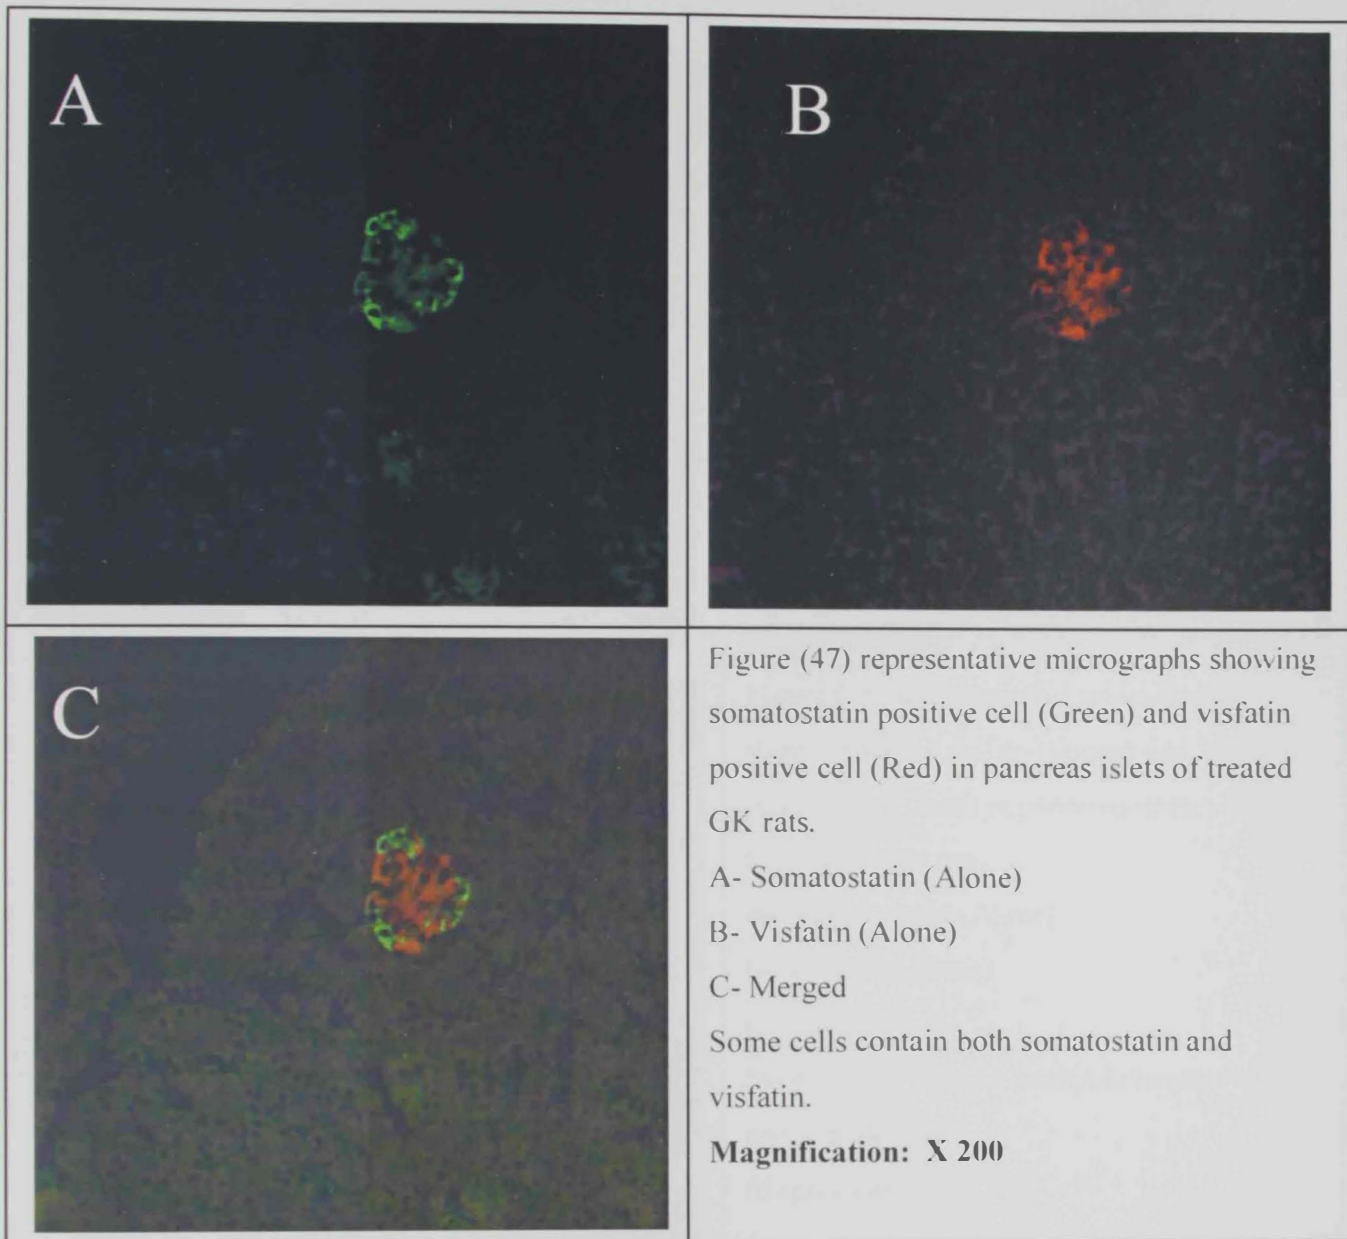 A
B
C
Figure (47) representative micrographs showing
somatostatin positive cell (Green) and visfatin
positive cell (Red) in pancreas islets of treated
GK rats.
A- Somatostatin (Alone)
B- Visfatin (Alone)
C- Merged
Some cells contain both somatostatin and
visfatin.
Magnification: X 200